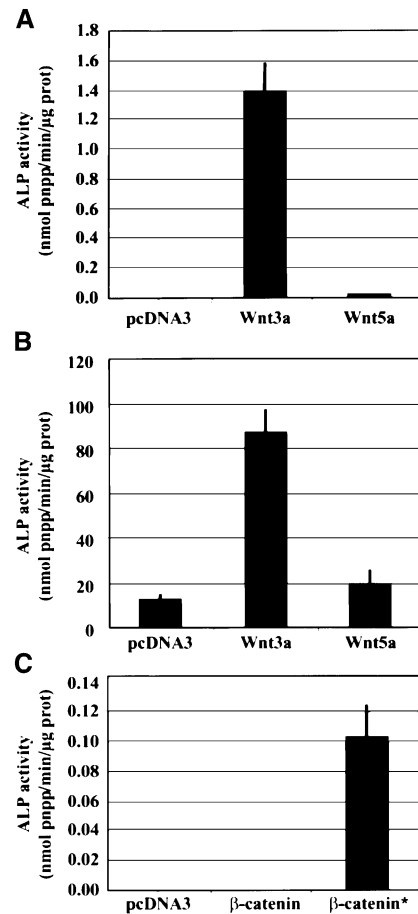 A
ALP activity
(nmol pnpp/min/µg prot)
1.8
1.6
1.4
1.2
1.0
0.8
0.6
0.4
0.2
0.0
pcDNA3 Wnt3a Wnt5a
B
ALP activity
(nmol pnpp/min/µg prot)
120
100
80
60
40
20
0
pcDNA3 Wnt3a Wnt5a
C
ALP activity
(nmol pnpp/min/µg prot)
0.14
0.12
0.10
0.08
0.06
0.04
0.02
0.00
pcDNA3 β-catenin β-catenin*